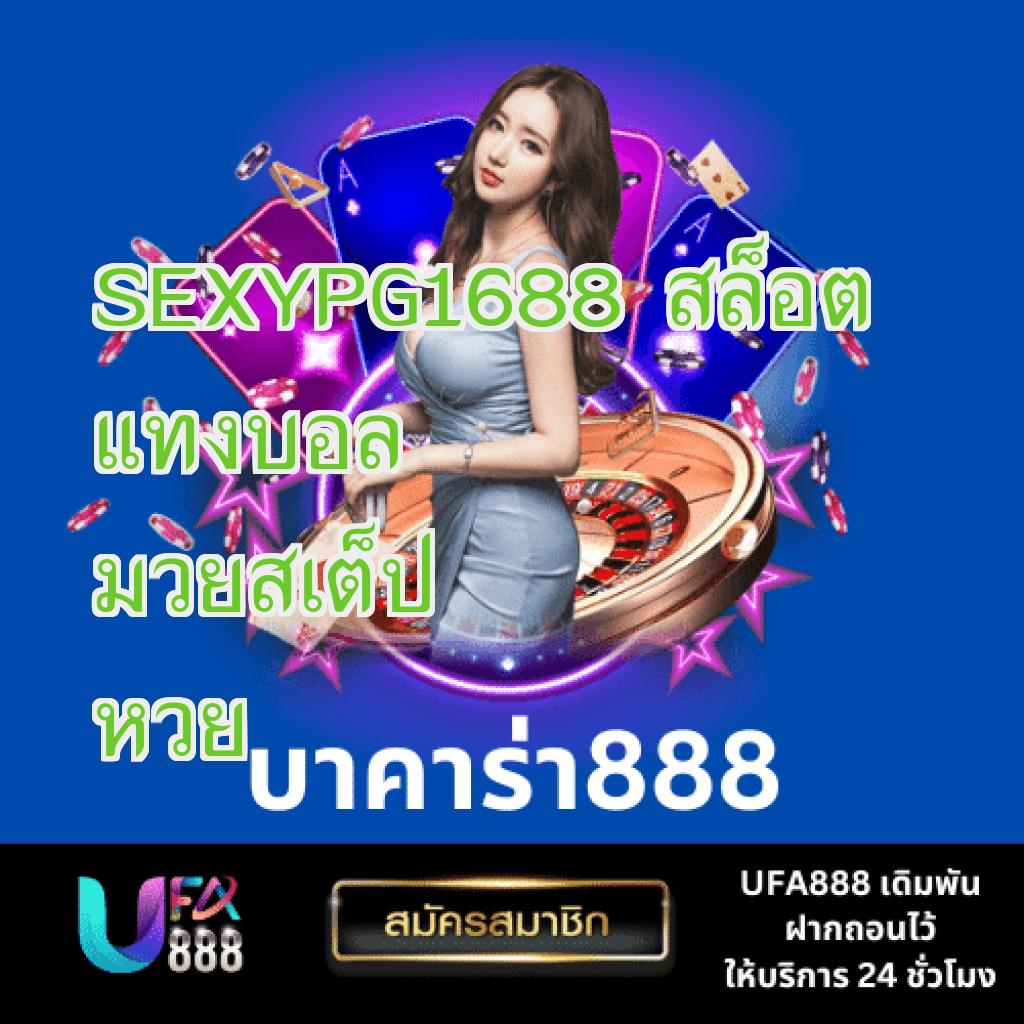 SEXYPG1688 สล็อต
แทงบอล
มวยสเต็ป
หวย
บาคาร่า888
UFA
888
สมัครสมาชิก
UFA888 เดิมพัน
ฝากถอนไว้
ให้บริการ 24 ชั่วโมง